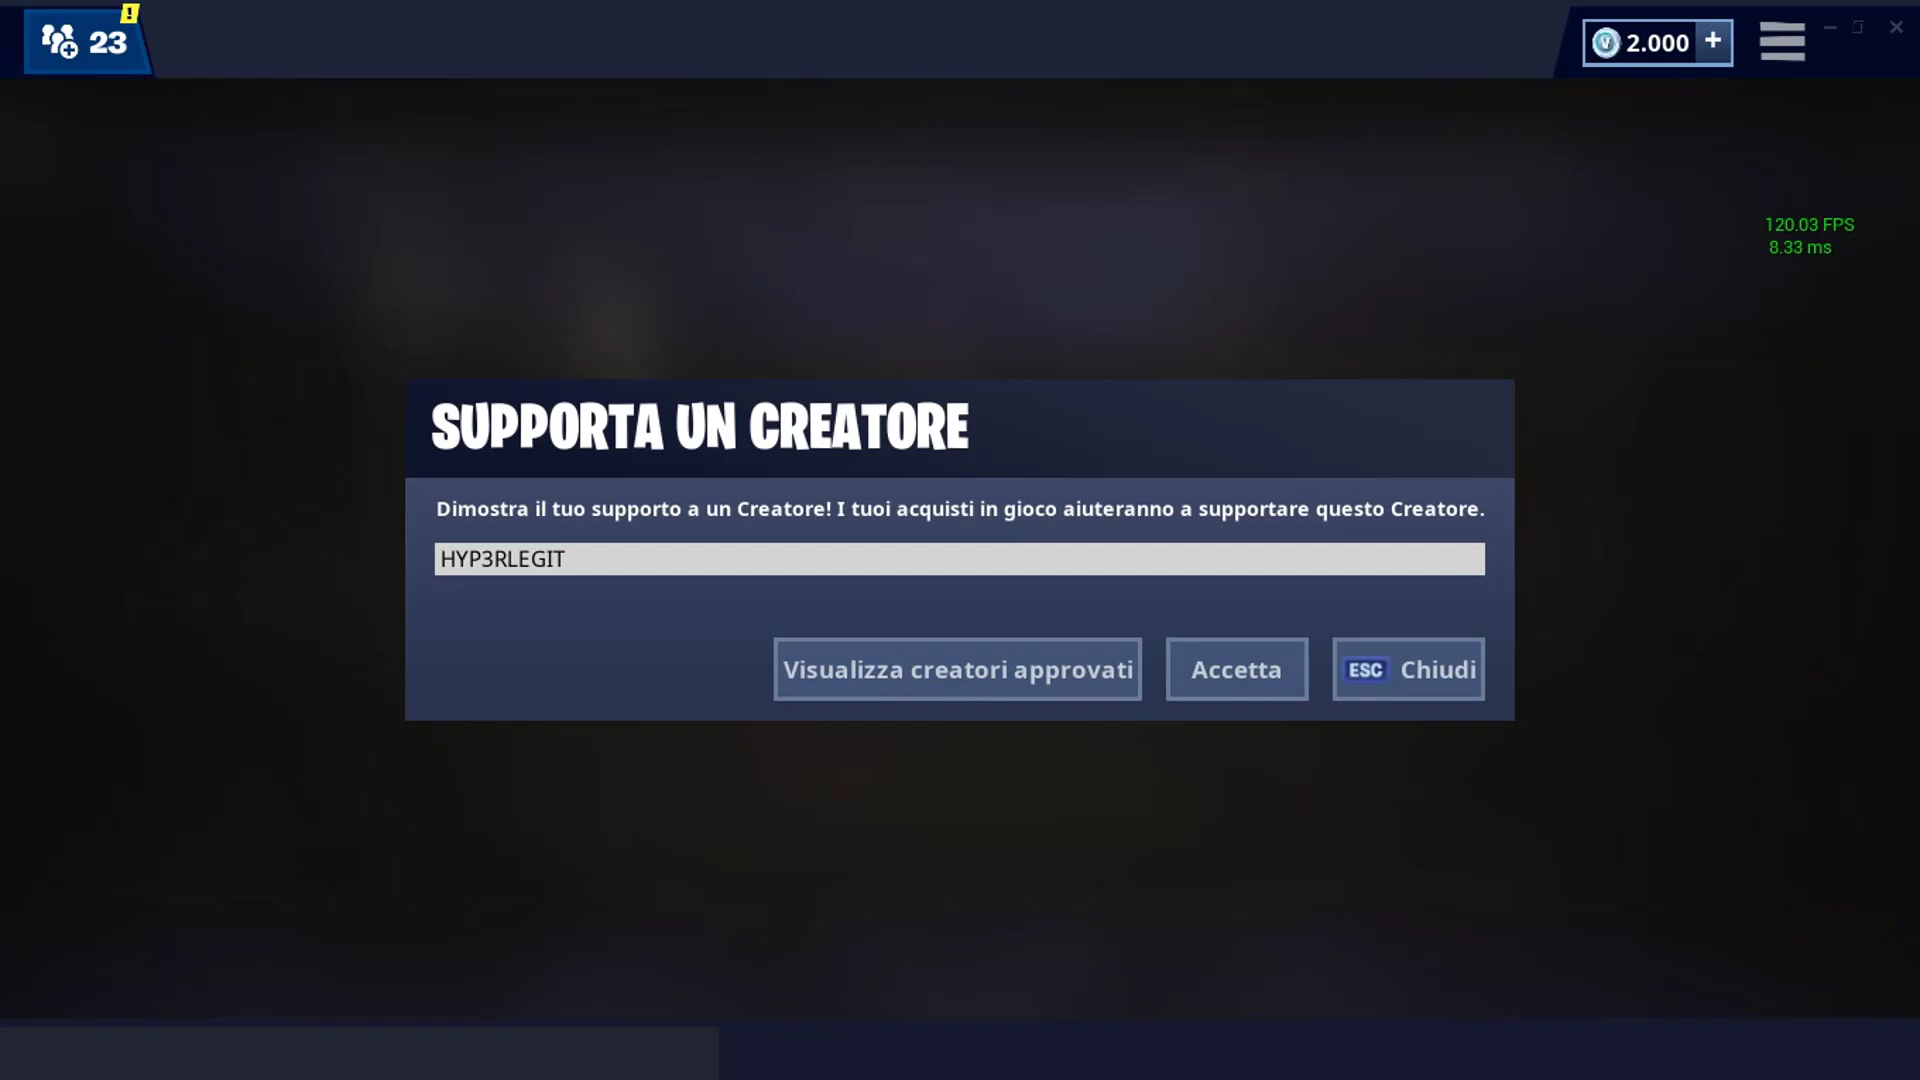 ! 
23
2.000 +
120.03 FPS
8.33 ms
SUPPORTA UN CREATORE
Dimostra il tuo supporto a un Creatore! I tuoi acquisti in gioco aiuteranno a supportare questo Creatore.
HYP3RLEGIT
Visualizza creatori approvati
Accetta
ESC Chiudi